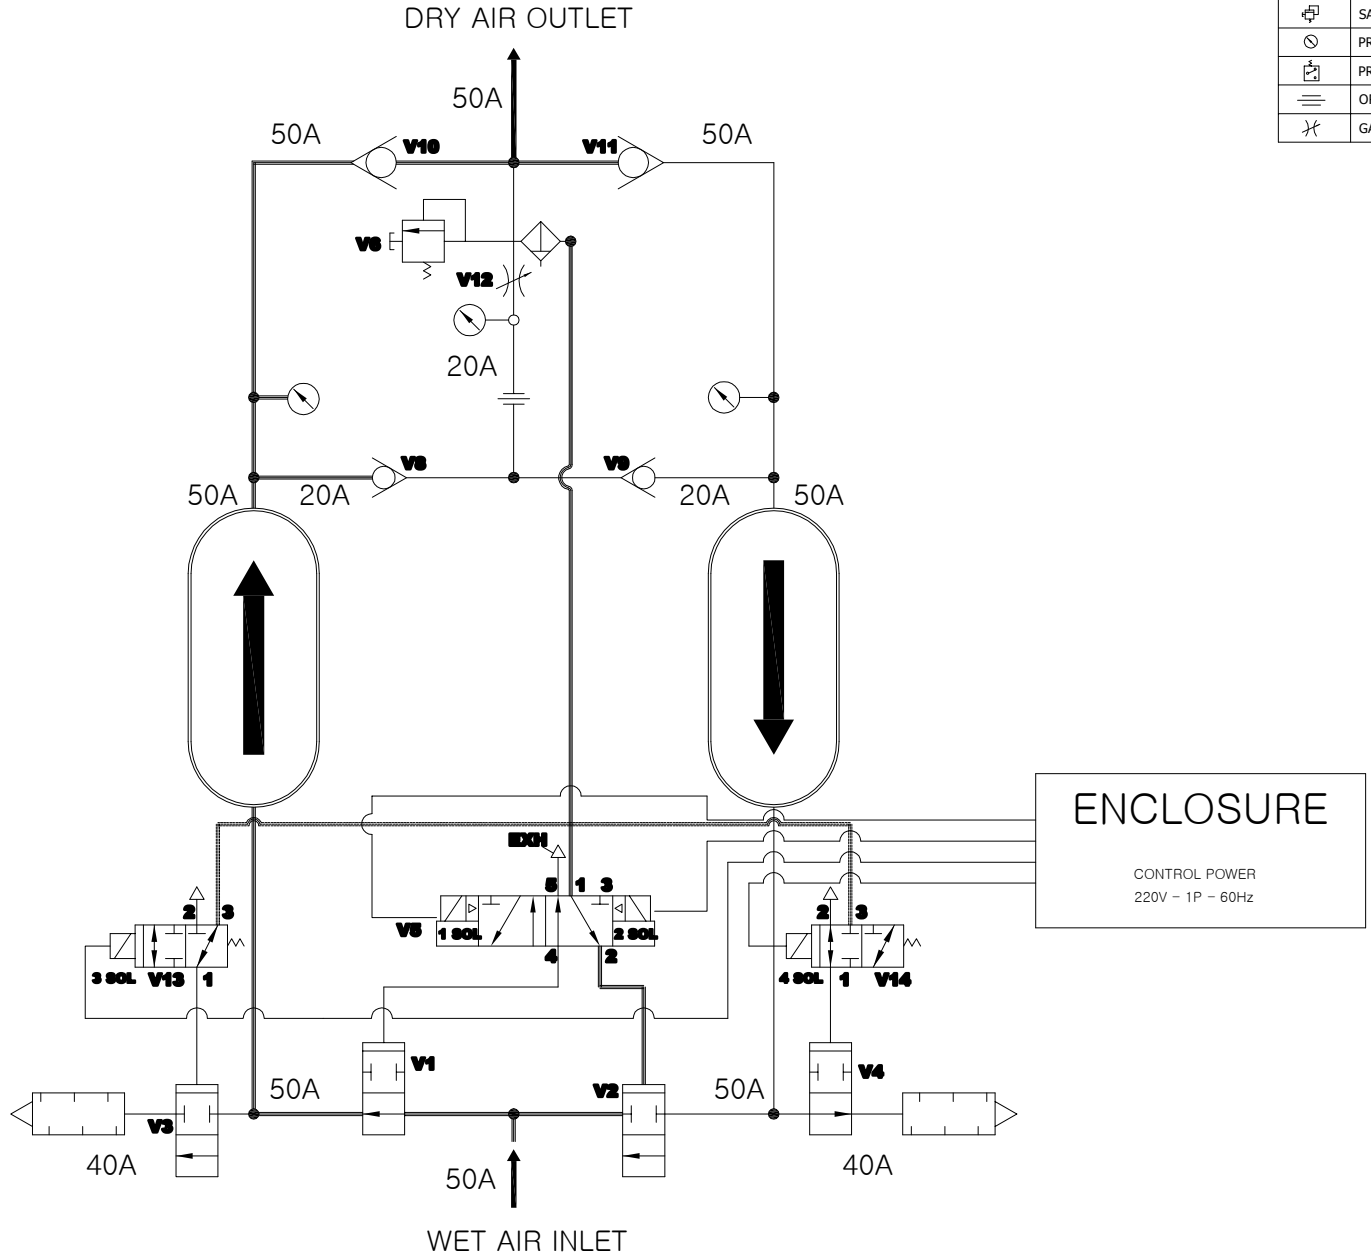 DRY AIR OUTLET
50A
50A
V10
V11
50A
V6
V12
20A
V8
V9
50A
20A
20A
50A
ENCLOSURE
CONTROL POWER
220V - 1P - 60Hz
EXH
5 1 3
2 3
2 3
V5
1 SOL
2 SOL
4 2
3 SOL
V13
1
4 SOL
1
V14
V1
V4
50A
V2
50A
V3
40A
50A
40A
WET AIR INLET